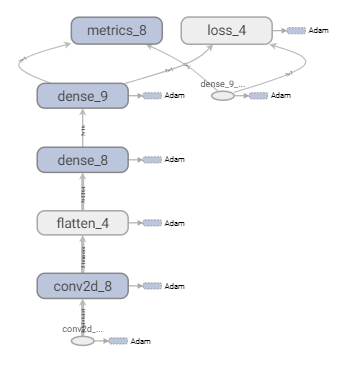 metrics_8
loss_4
Adam
dense_9_...
dense_9
Adam
Adam
dense_8
Adam
flatten_4
Adam
conv2d_8
Adam
conv2d_...
Adam